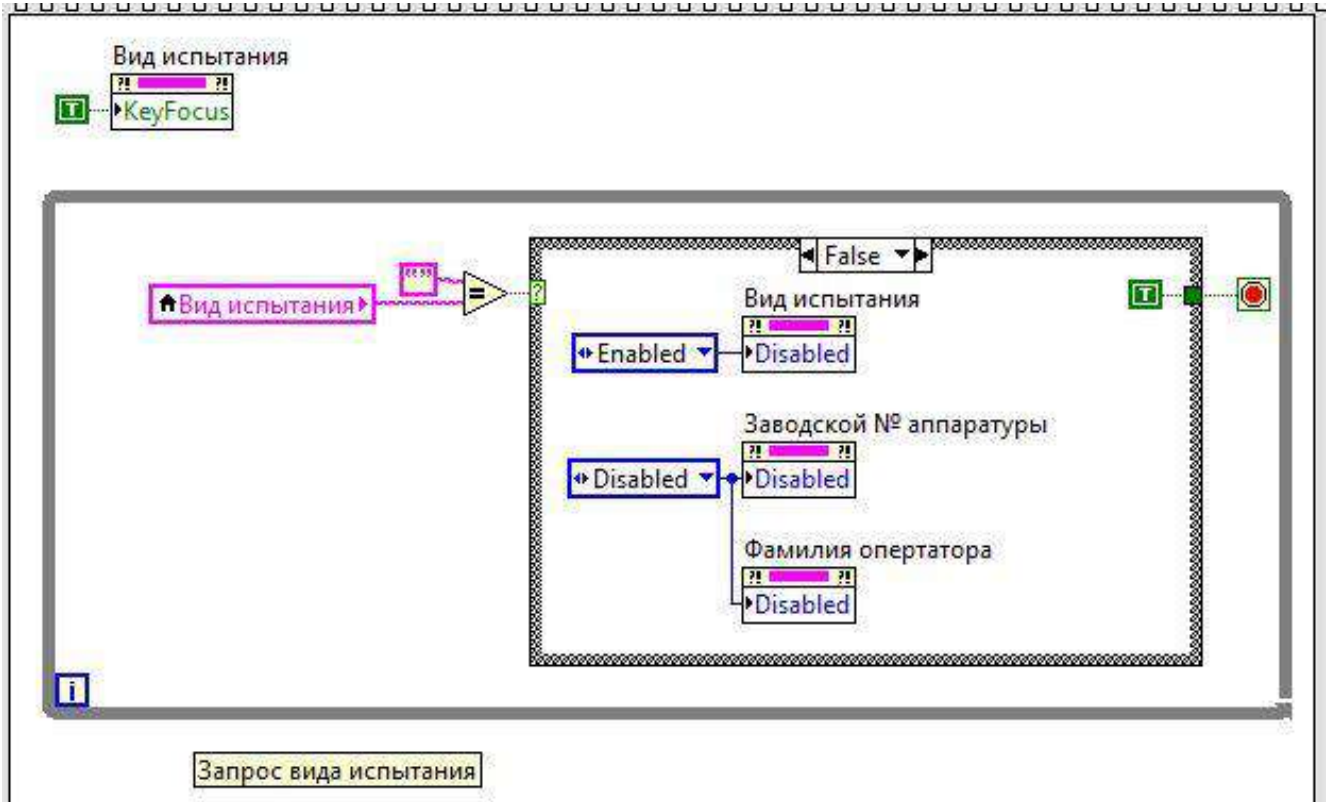 Вид испытания
?! ?!
T
KeyFocus
False
Вид испытания
"" 
=
?
T
Вид испытания
?! ?!
Enabled
Disabled
Заводской № аппаратуры
?! ?!
Disabled
Disabled
Фамилия опертатора
?! ?!
Disabled
i
Запрос вида испытания